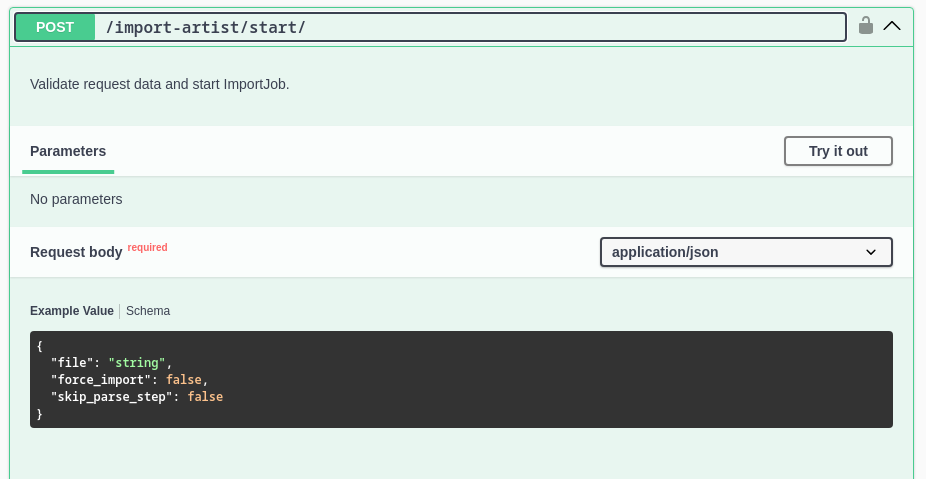 POST /import-artist/start/
Validate request data and start ImportJob.
Parameters
Try it out
No parameters
Request body required
application/json
Example Value
Schema
{
  "file": "string",
  "force_import": false,
  "skip_parse_step": false
}